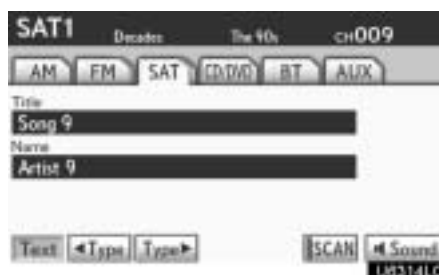 SAT1 Decades The 90s CH009
AM FM SAT CD/DVD BT AUX
Title
Song 9
Name
Artist 9
Text ◄Type Type► SCAN Sound